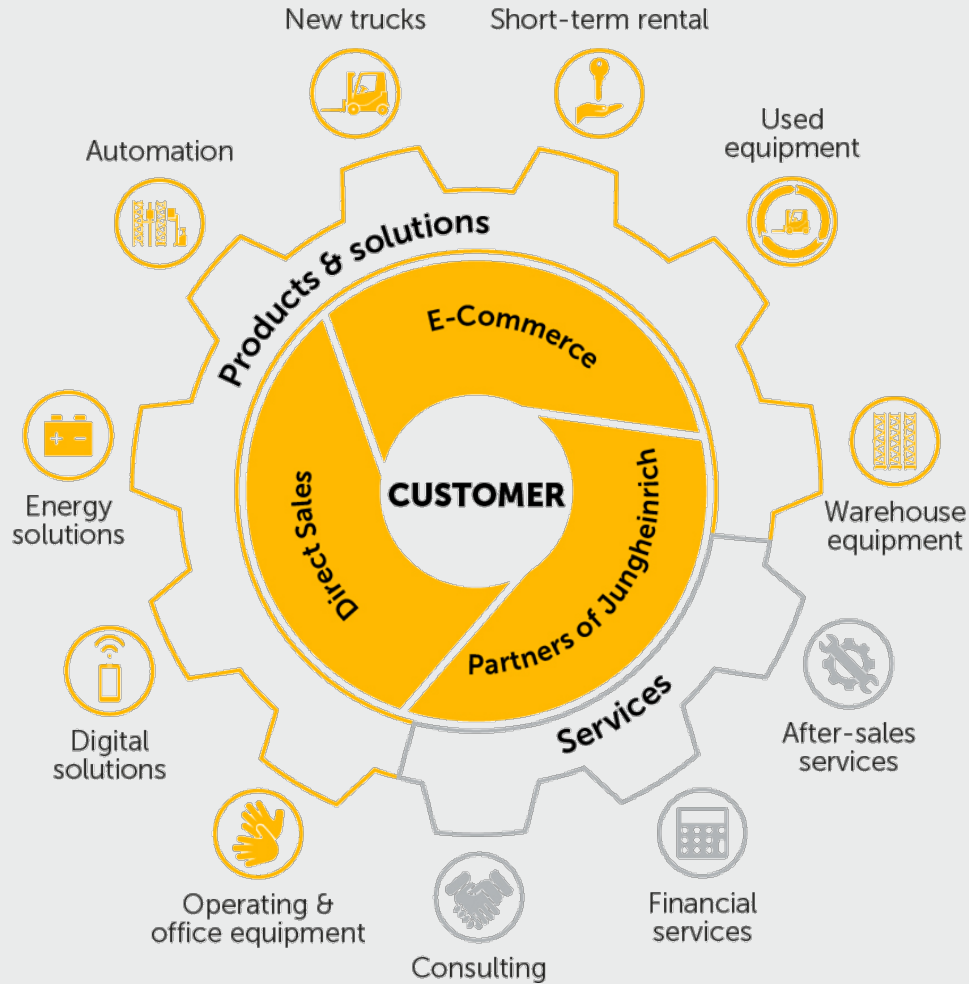 New trucks
Short-term rental
Used
equipment
Automation
Products & solutions
E-Commerce
Energy
solutions
Direct Sales
CUSTOMER
Partners of Jungheinrich
Warehouse
equipment
Services
Digital
solutions
After-sales
services
Operating &
office equipment
Financial
services
Consulting